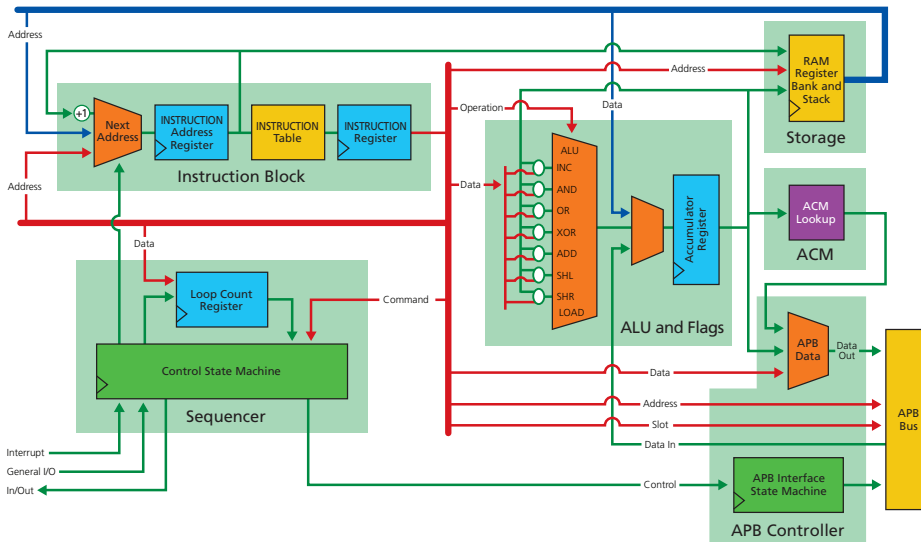 Address
+1
Next
Address
INSTRUCTION
Address
Register
INSTRUCTION
Table
INSTRUCTION
Register
Instruction Block
Address
Data
Loop Count
Register
Command
Control State Machine
Sequencer
Interrupt
General I/O
In/Out
Operation
Data
Data
ALU
INC
AND
OR
XOR
ADD
SHL
SHR
LOAD
Accumulator
Register
ALU and Flags
Address
RAM
Register
Bank and
Stack
Storage
ACM
Lookup
ACM
APB
Data
Data
Out
Data
Address
Slot
Data In
APB
Bus
Control
APB Interface
State Machine
APB Controller